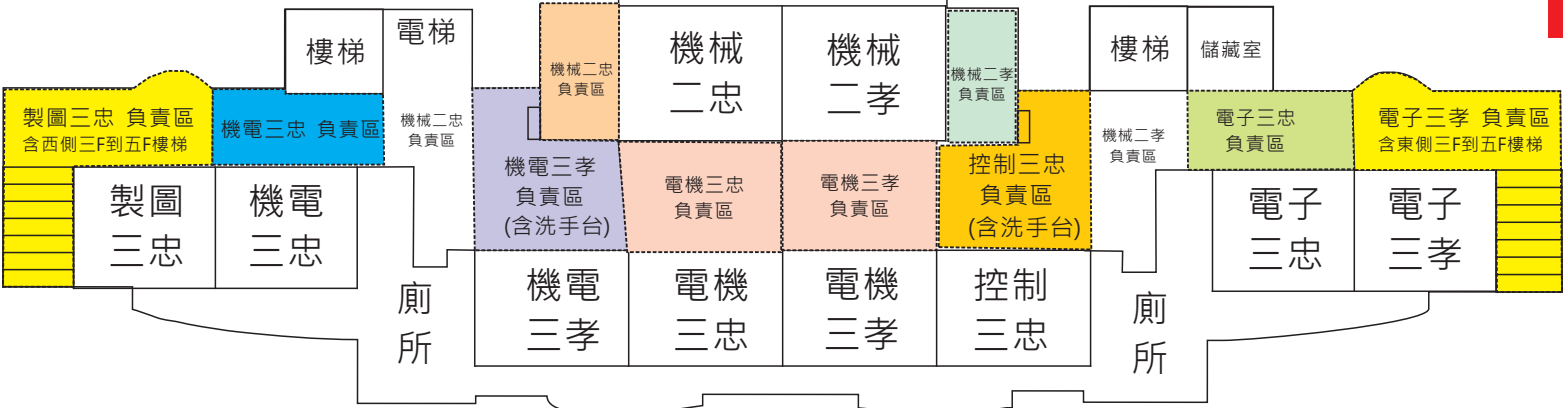 樓梯
電梯
機械二忠
負責區
機械
二忠
機械
二孝
機械二孝
負責區
樓梯
儲藏室
製圖三忠 負責區
含西側三F到五F樓梯
機電三忠 負責區
機械二忠
負責區
機電三孝
負責區
(含洗手台)
電機三忠
負責區
電機三孝
負責區
控制三忠
負責區
(含洗手台)
機械二孝
負責區
電子三忠
負責區
電子三孝 負責區
含東側三F到五F樓梯
製圖
三忠
機電
三忠
電子
三忠
電子
三孝
廁
所
機電
三孝
電機
三忠
電機
三孝
控制
三忠
廁
所